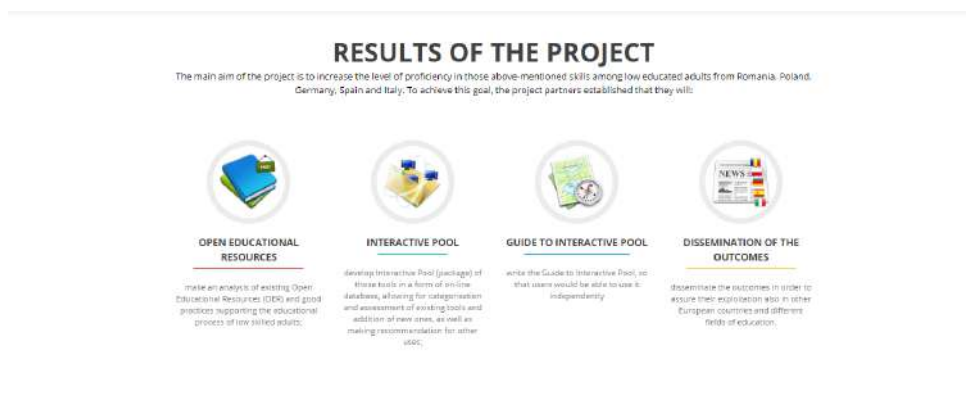 RESULTS OF THE PROJECT
The main aim of the project is to increase the level of proficiency in those above-mentioned skills among low educated adults from Romania, Poland,
Germany, Spain and Italy. To achieve this goal, the project partners established that they will:
NEWS
OPEN EDUCATIONAL
RESOURCES
make an analysis of existing Open
Educational Resources (OER) and good
practices supporting the educational
process of low skilled adults;
INTERACTIVE POOL
develop Interactive Pool (package) of
these tools in a form of on-line
database, allowing for categorisation
and assessment of existing tools and
addition of new ones, as well as
making recommendation for other
uses;
GUIDE TO INTERACTIVE POOL
write the Guide to Interactive Pool, so
that users would be able to use it
independently
DISSEMINATION OF THE
OUTCOMES
disseminate the outcomes in order to
assure their exploitation also in other
European countries and different
fields of education.